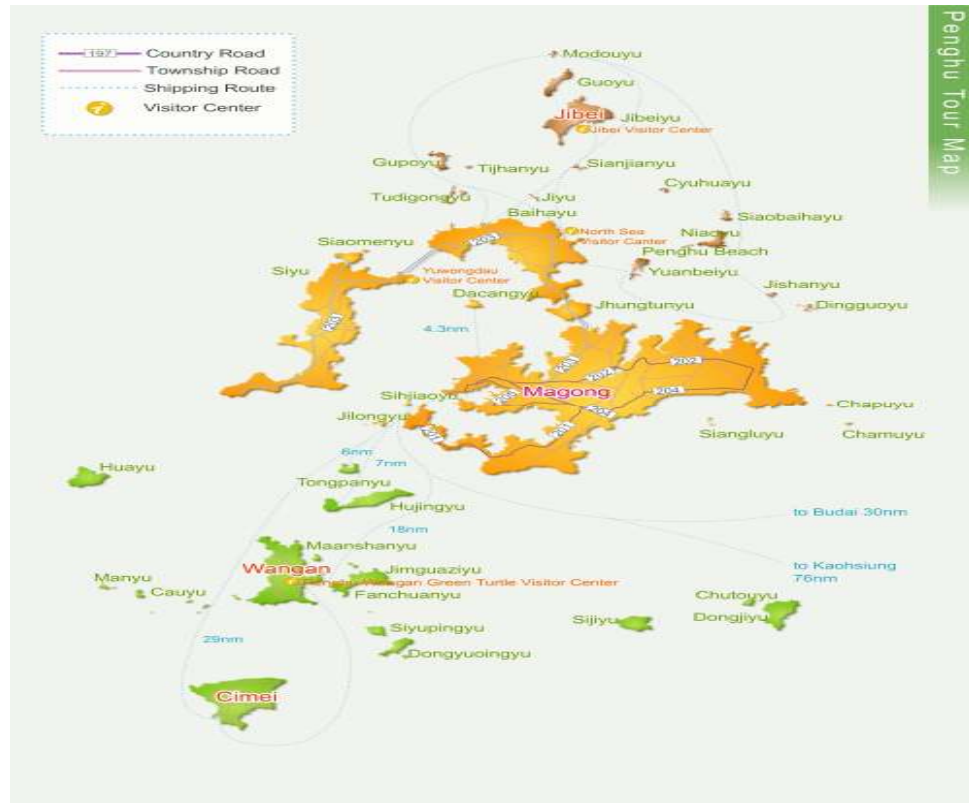 Penghu Tour Map
197
Country Road
Township Road
Shipping Route
Visitor Center
Modouyu
Guoyu
Jibei
Jibeiyu
Jibei Visitor Center
Gupoyu
Tijhanyu
Sianjianyu
Cyuhuayu
Tudigongyu
Jiyu
Baihayu
Siaobaihayu
Siaomenyu
203
North Sea
Visitor Canter
Niaoyu
Penghu Beach
Siyu
Yuwongdau
Visitor Center
Yuanbeiyu
Dacangyu
Jishanyu
Jhungtunyu
Dingguoyu
4.3nm
202
202
204
Sihjiaoyu
Magong
204
Jilongyu
201
201
Chapuyu
Siangluyu
Chamuyu
6nm
7nm
Huayu
Tongpanyu
Hujingyu
to Budai 30nm
18nm
Maanshanyu
Wangan
Jimguaziyu
to Kaohsiung
76nm
Manyu
Wangan Green Turtle Visitor Center
Cauyu
Fanchuanyu
Chutouyu
Sijiyu
Dongjiyu
Siyupingyu
29nm
Dongyuoingyu
Cimei